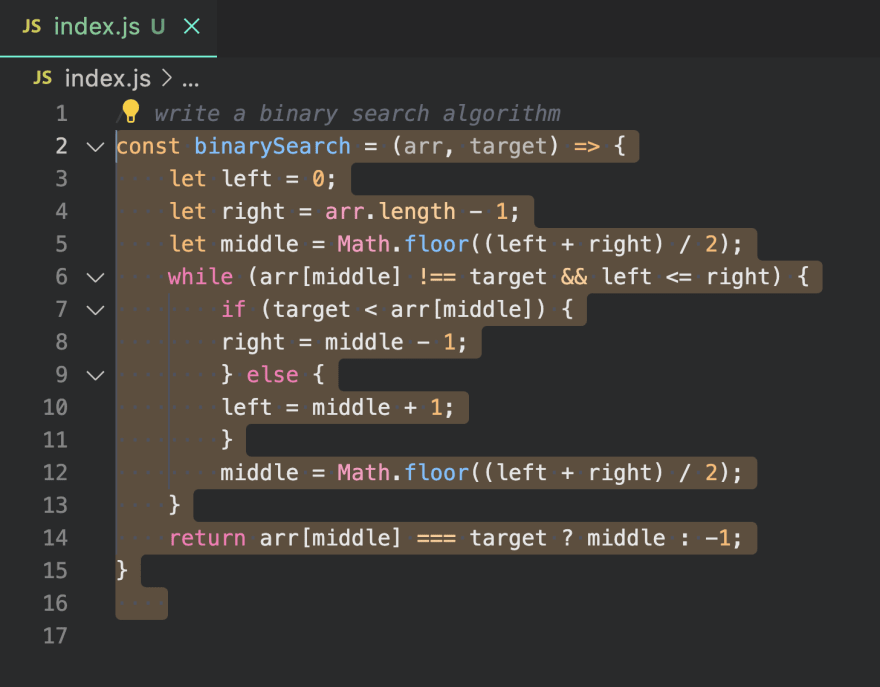 JS index.js U ×
JS index.js > ...
1 / write a binary search algorithm
2 const binarySearch = (arr, target) => {
3 let left = 0;
4 let right = arr.length - 1;
5 let middle = Math.floor((left + right) / 2);
6 while (arr[middle] !== target && left <= right) {
7 if (target < arr[middle]) {
8 right = middle - 1;
9 } else {
10 left = middle + 1;
11 }
12 middle = Math.floor((left + right) / 2);
13 }
14 return arr[middle] === target ? middle : -1;
15 }
16
17